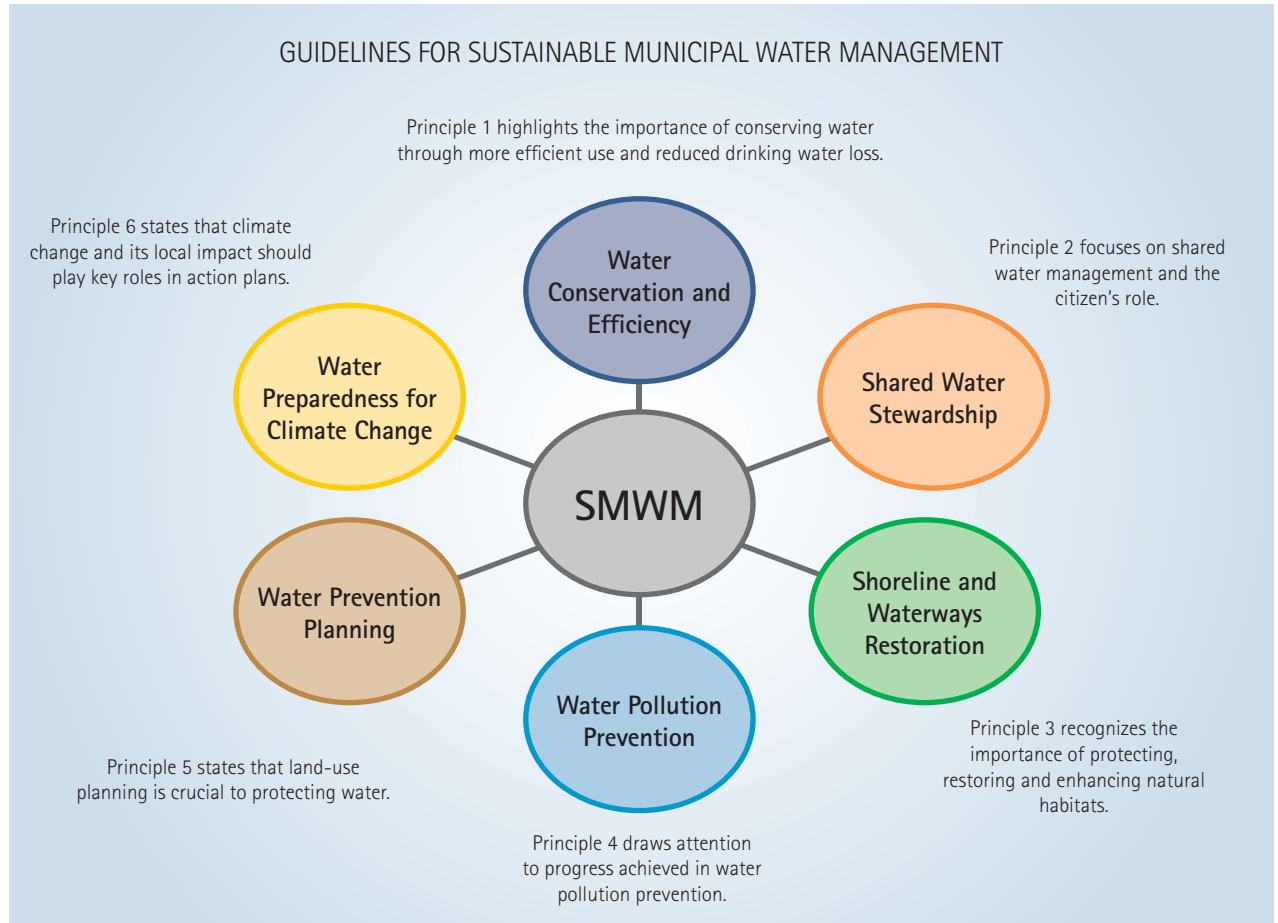 GUIDELINES FOR SUSTAINABLE MUNICIPAL WATER MANAGEMENT
Principle 1 highlights the importance of conserving water
through more efficient use and reduced drinking water loss.
Principle 6 states that climate
change and its local impact should
play key roles in action plans.
Principle 2 focuses on shared
water management and the
citizen's role.
Water
Conservation and
Efficiency
Water
Preparedness for
Climate Change
Shared Water
Stewardship
SMWM
Water Prevention
Planning
Shoreline and
Waterways
Restoration
Water Pollution
Prevention
Principle 5 states that land-use
planning is crucial to protecting water.
Principle 3 recognizes the
importance of protecting,
restoring and enhancing natural
habitats.
Principle 4 draws attention
to progress achieved in water
pollution prevention.